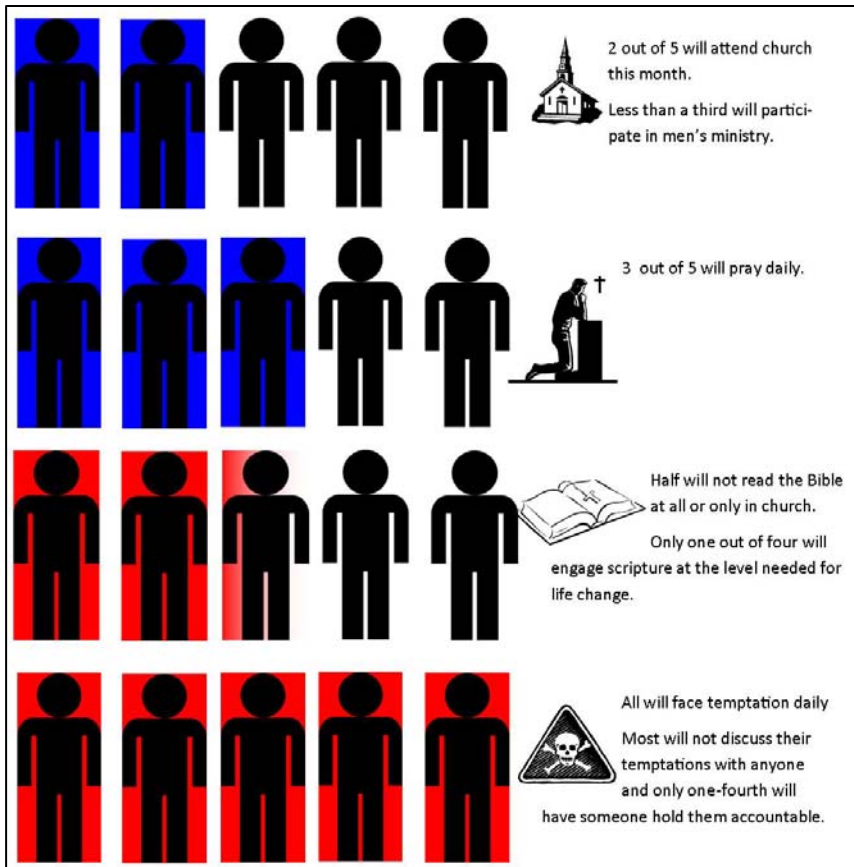 2 out of 5 will attend church
this month.
Less than a third will partici-
pate in men's ministry.
3 out of 5 will pray daily.
Half will not read the Bible
at all or only in church.
Only one out of four will
engage scripture at the level needed for
life change.
All will face temptation daily
Most will not discuss their
temptations with anyone
and only one-fourth will
have someone hold them accountable.